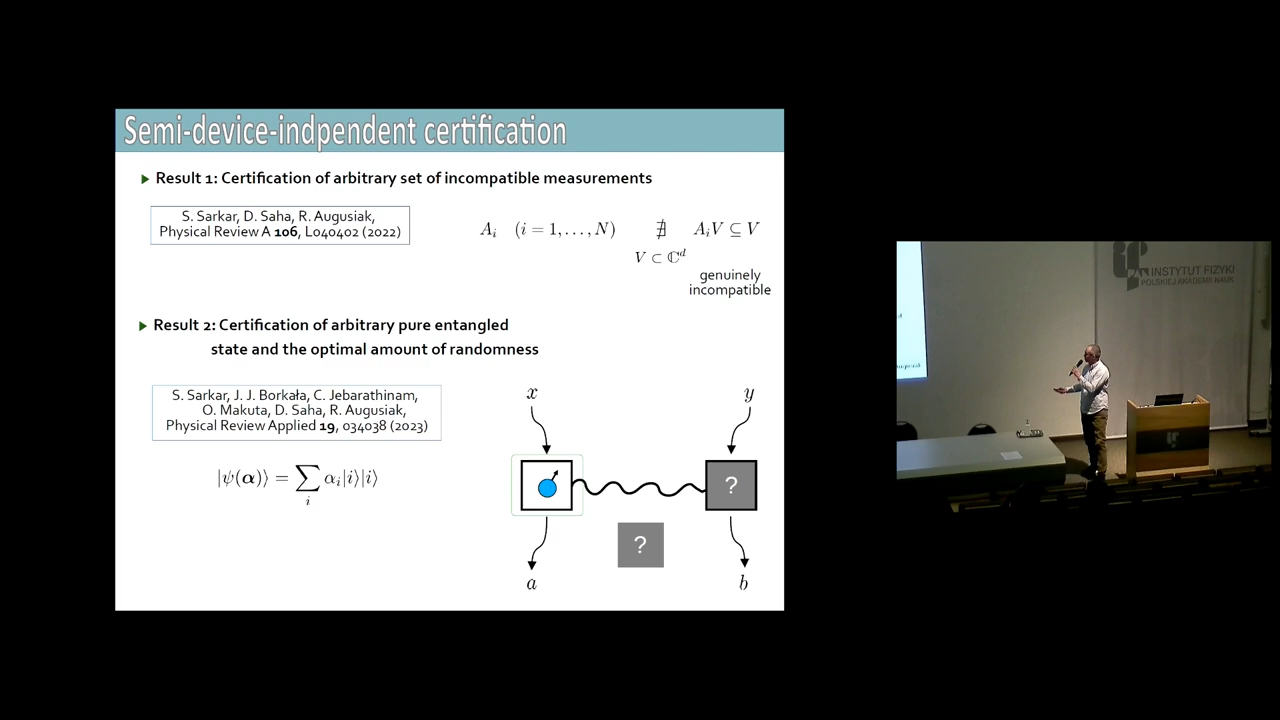 Semi-device-indpendent certification
Result 1: Certification of arbitrary set of incompatible measurements
S. Sarkar, D. Saha, R. Augusiak,
Physical Review A 106, L040402 (2022)
A_i (i = 1, ..., N) ∄ A_iV ⊆ V
V ⊂ ℂ^d
genuinely
incompatible
Result 2: Certification of arbitrary pure entangled
state and the optimal amount of randomness
S. Sarkar, J. J. Borkała, C. Jebarathinam,
O. Makuta, D. Saha, R. Augusiak,
Physical Review Applied 19, 034038 (2023)
|ψ(α)⟩ = ∑_i α_i|i⟩|i⟩
x y
?
?
a b
INSTYTUT FIZYKI
POLSKIEJ AKADEMII NAUK